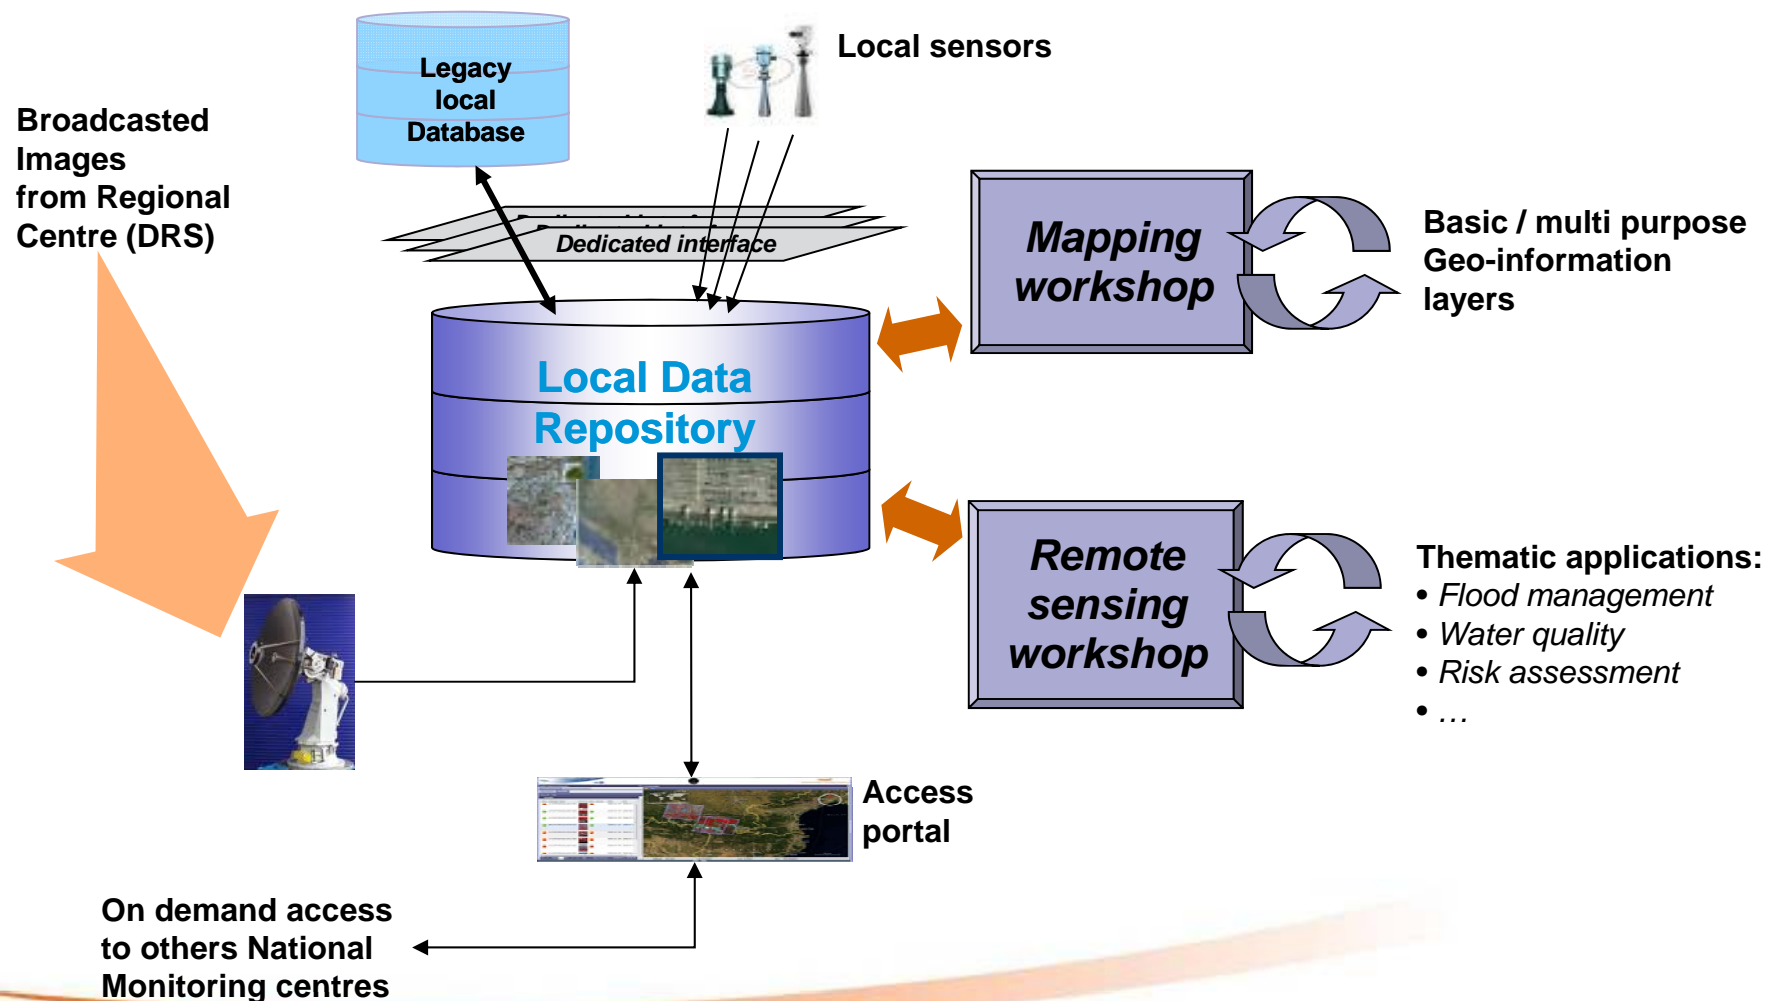 Legacy
local
Database
Local sensors
Broadcasted
Images
from Regional
Centre (DRS)
Dedicated interface
Mapping
workshop
Basic / multi purpose
Geo-information
layers
Local Data
Repository
Remote
sensing
workshop
Thematic applications:
• Flood management
• Water quality
• Risk assessment
• …
Access
portal
On demand access
to others National
Monitoring centres